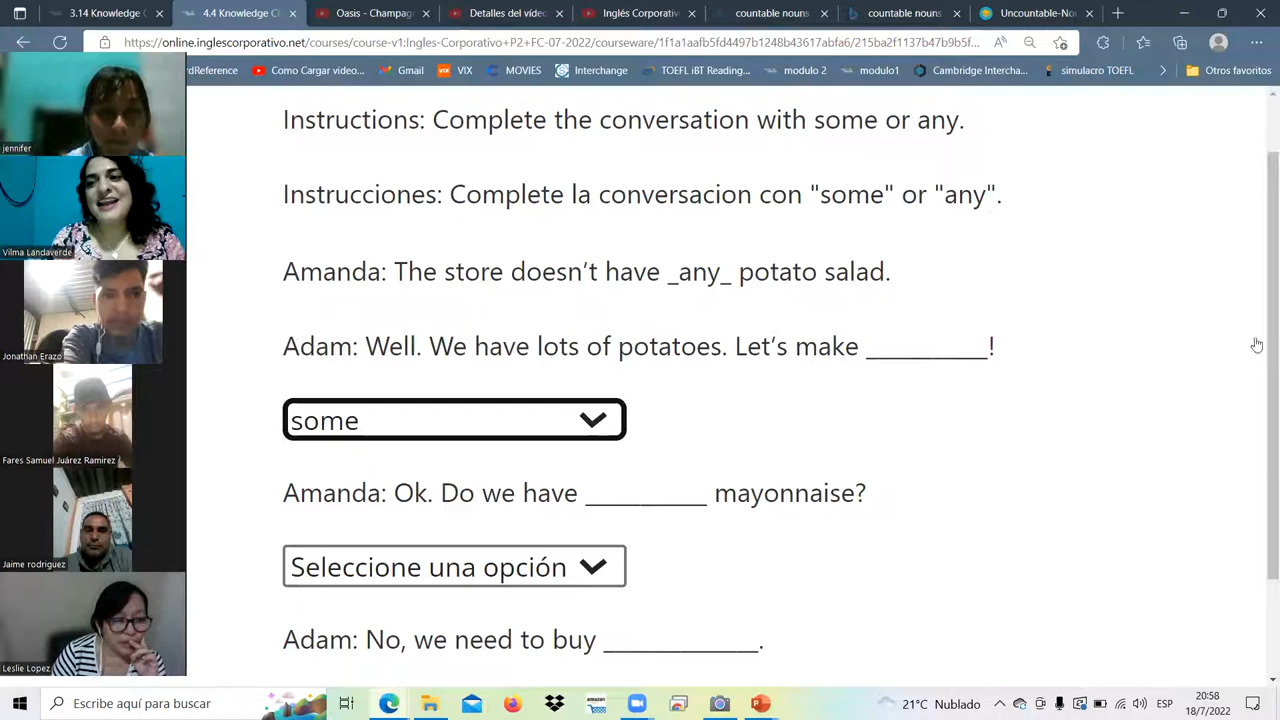 3.14 Knowledge C
4.4 Knowledge Ch
Oasis - Champag
Detalles del vídeo
Inglés Corporativ
countable nouns
countable nouns
Uncountable-No
https://online.inglescorporativo.net/courses/course-v1:Ingles-Corporativo+P2+FC-07-2022/courseware/1f1a1aafb5fd4497b1248b43617abfa6/215ba2f1137b47b9b5f...
rdReference
Como Cargar video...
Gmail
VIX
MOVIES
Interchange
TOEFL iBT Reading...
modulo 2
modulo1
Cambridge Intercha...
simulacro TOEFL
Otros favoritos
Instructions: Complete the conversation with some or any.
Instrucciones: Complete la conversacion con "some" or "any".
Amanda: The store doesn't have _any_ potato salad.
Adam: Well. We have lots of potatoes. Let's make __________!
some
Amanda: Ok. Do we have __________ mayonnaise?
Seleccione una opción
Adam: No, we need to buy _____________.
jennifer
Vilma Landaverde
Jonathan Erazo
Fares Samuel Juárez Ramirez
Jaime rodriguez
Leslie Lopez
Escribe aquí para buscar
amazon
21°C Nublado
ESP
20:58
18/7/2022